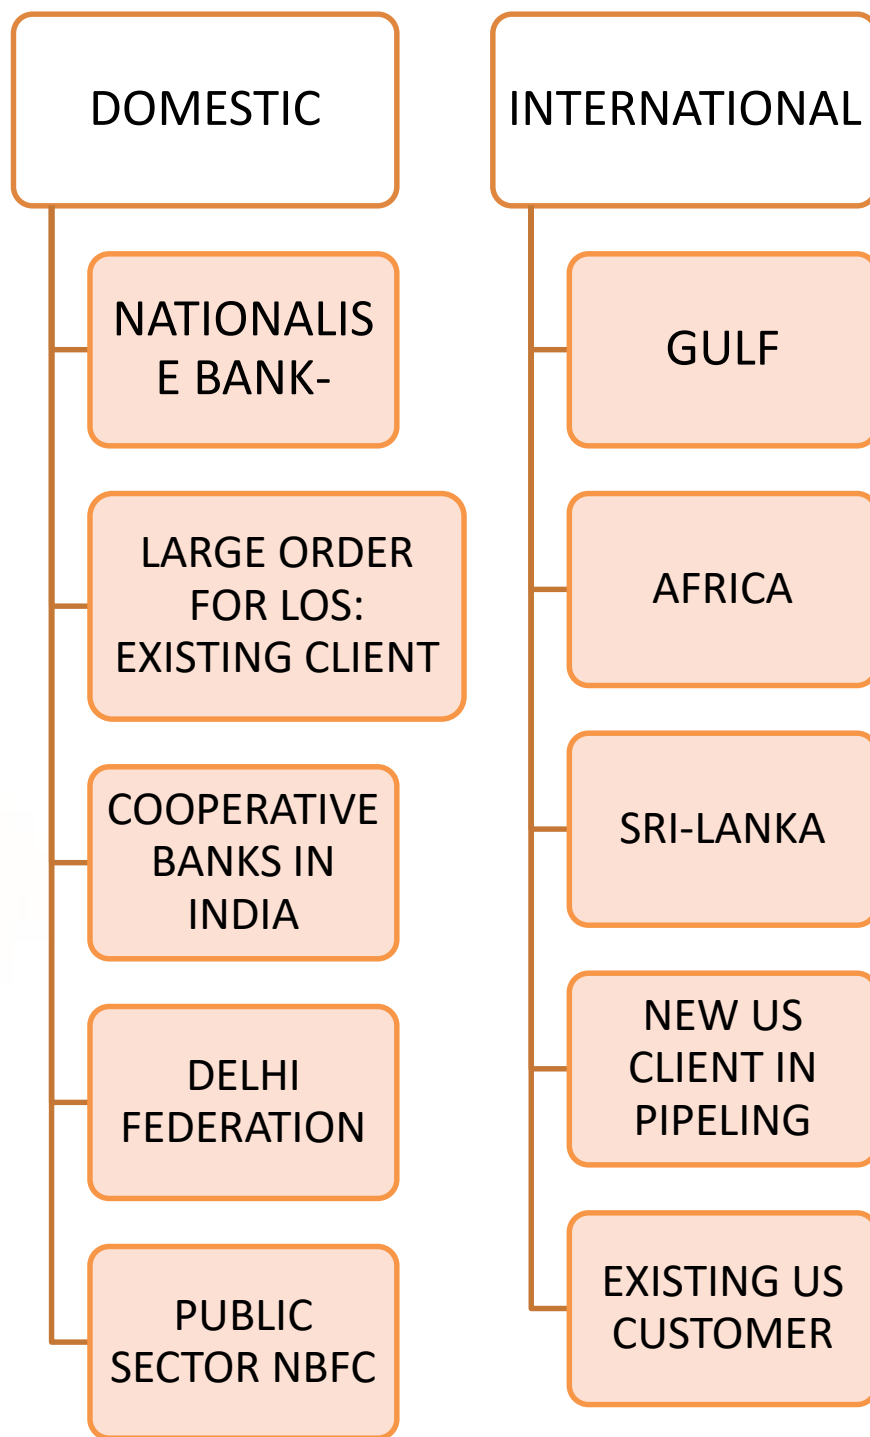 DOMESTIC
NATIONALIS
E BANK-
LARGE ORDER
FOR LOS:
EXISTING CLIENT
COOPERATIVE
BANKS IN
INDIA
DELHI
FEDERATION
PUBLIC
SECTOR NBFC
INTERNATIONAL
GULF
AFRICA
SRI-LANKA
NEW US
CLIENT IN
PIPELING
EXISTING US
CUSTOMER